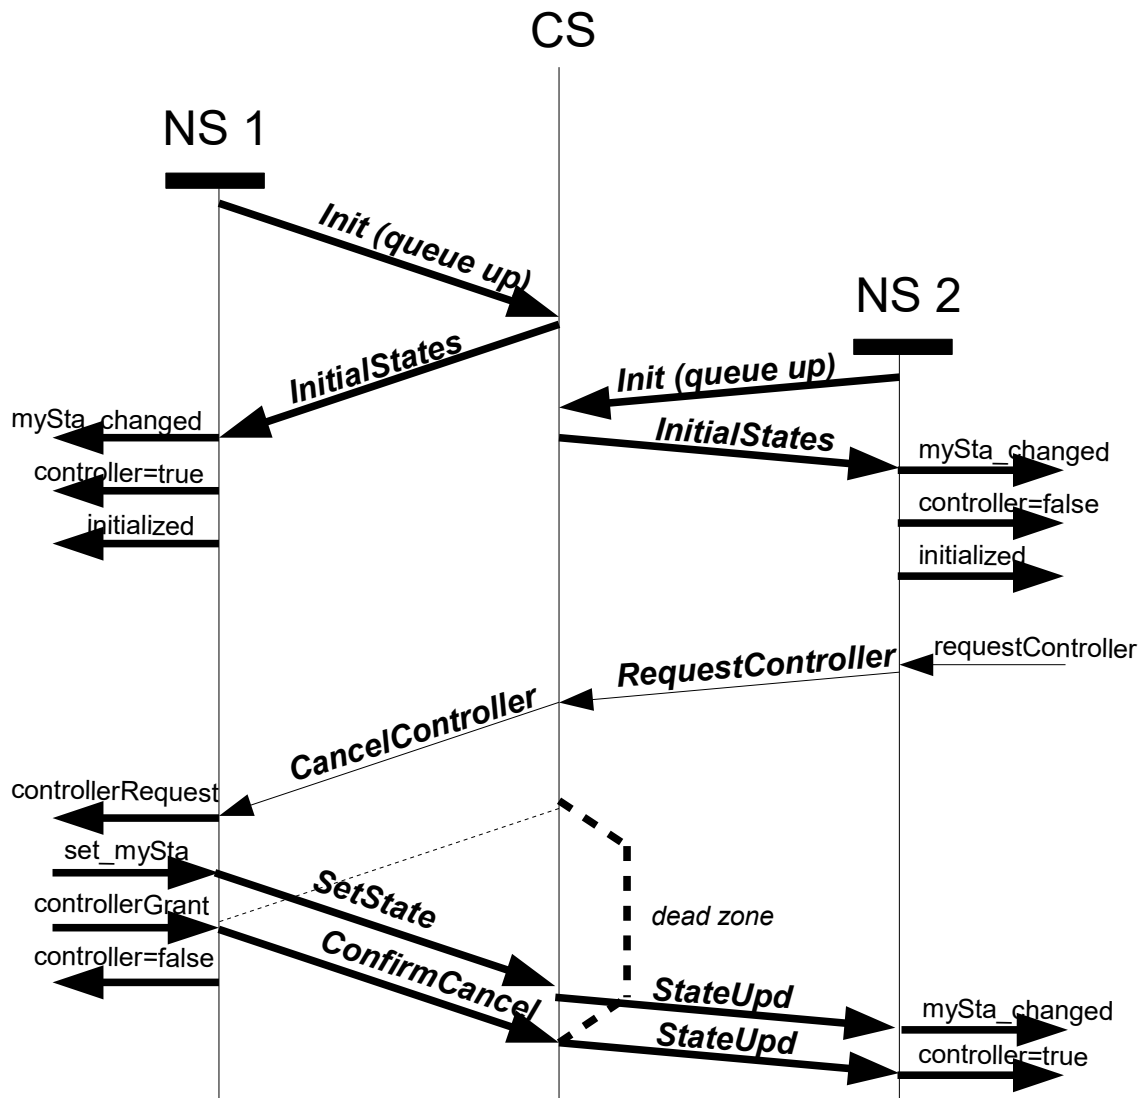 CS
NS 1
Init (queue up)
NS 2
InitialStates
Init (queue up)
mySta_changed
InitialStates
mySta_changed
controller=true
controller=false
initialized
initialized
requestController
RequestController
CancelController
controllerRequest
set_mySta
SetState
controllerGrant
dead zone
ConfirmCancel
controller=false
StateUpd
mySta_changed
StateUpd
controller=true